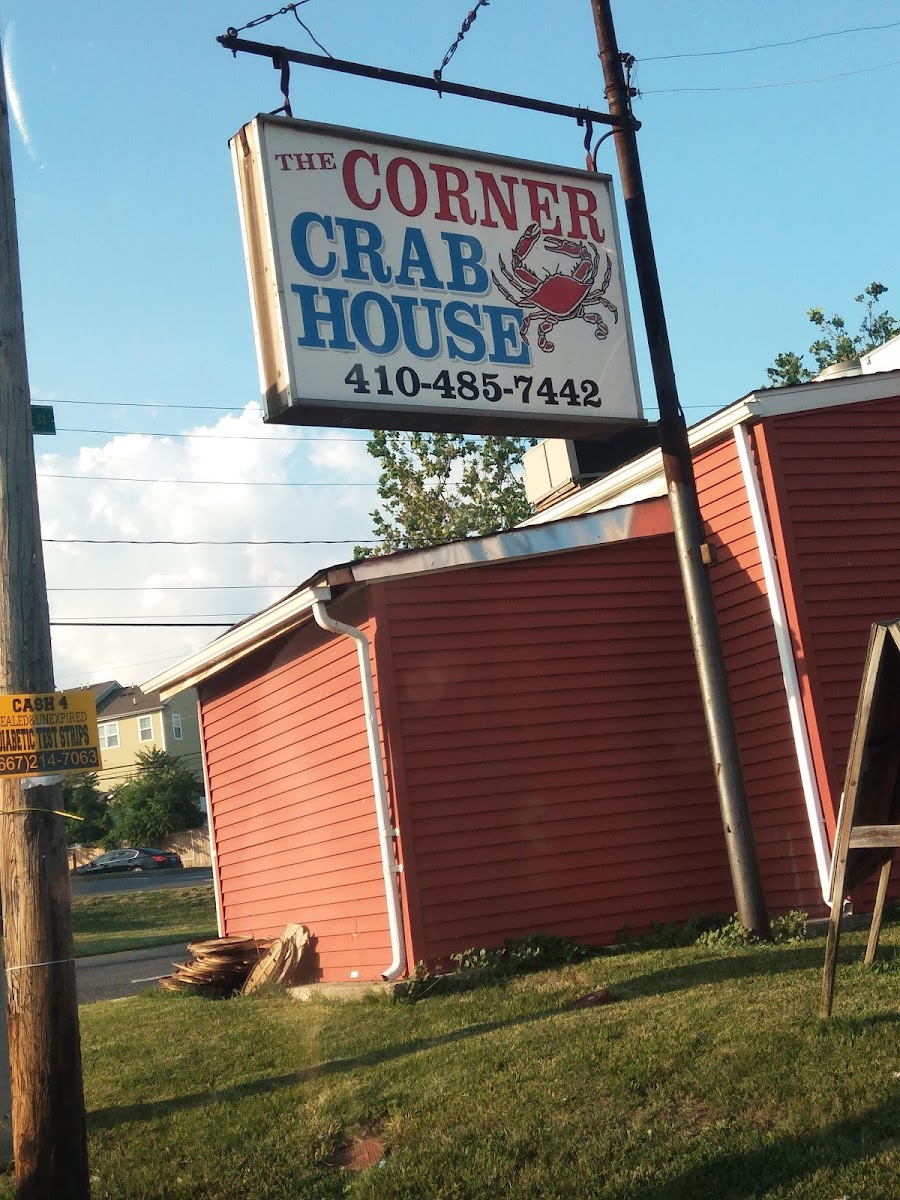 THE CORNER
CRAB
HOUSE
410-485-7442
CASH 4
SEALED&UNEXPIRED
DIABETIC TEST STRIPS
667)214-7063